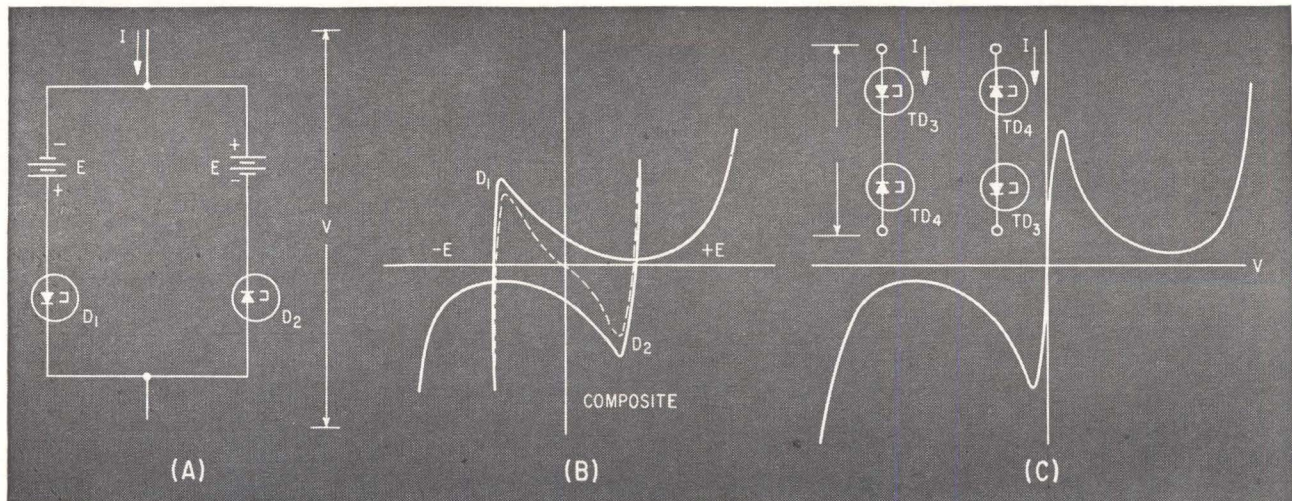 I
V
-
E
+
+
E
-
D1
D2
(A)
D1
-E
+E
D2
COMPOSITE
(B)
I
I
TD3
TD4
TD4
TD3
V
(C)